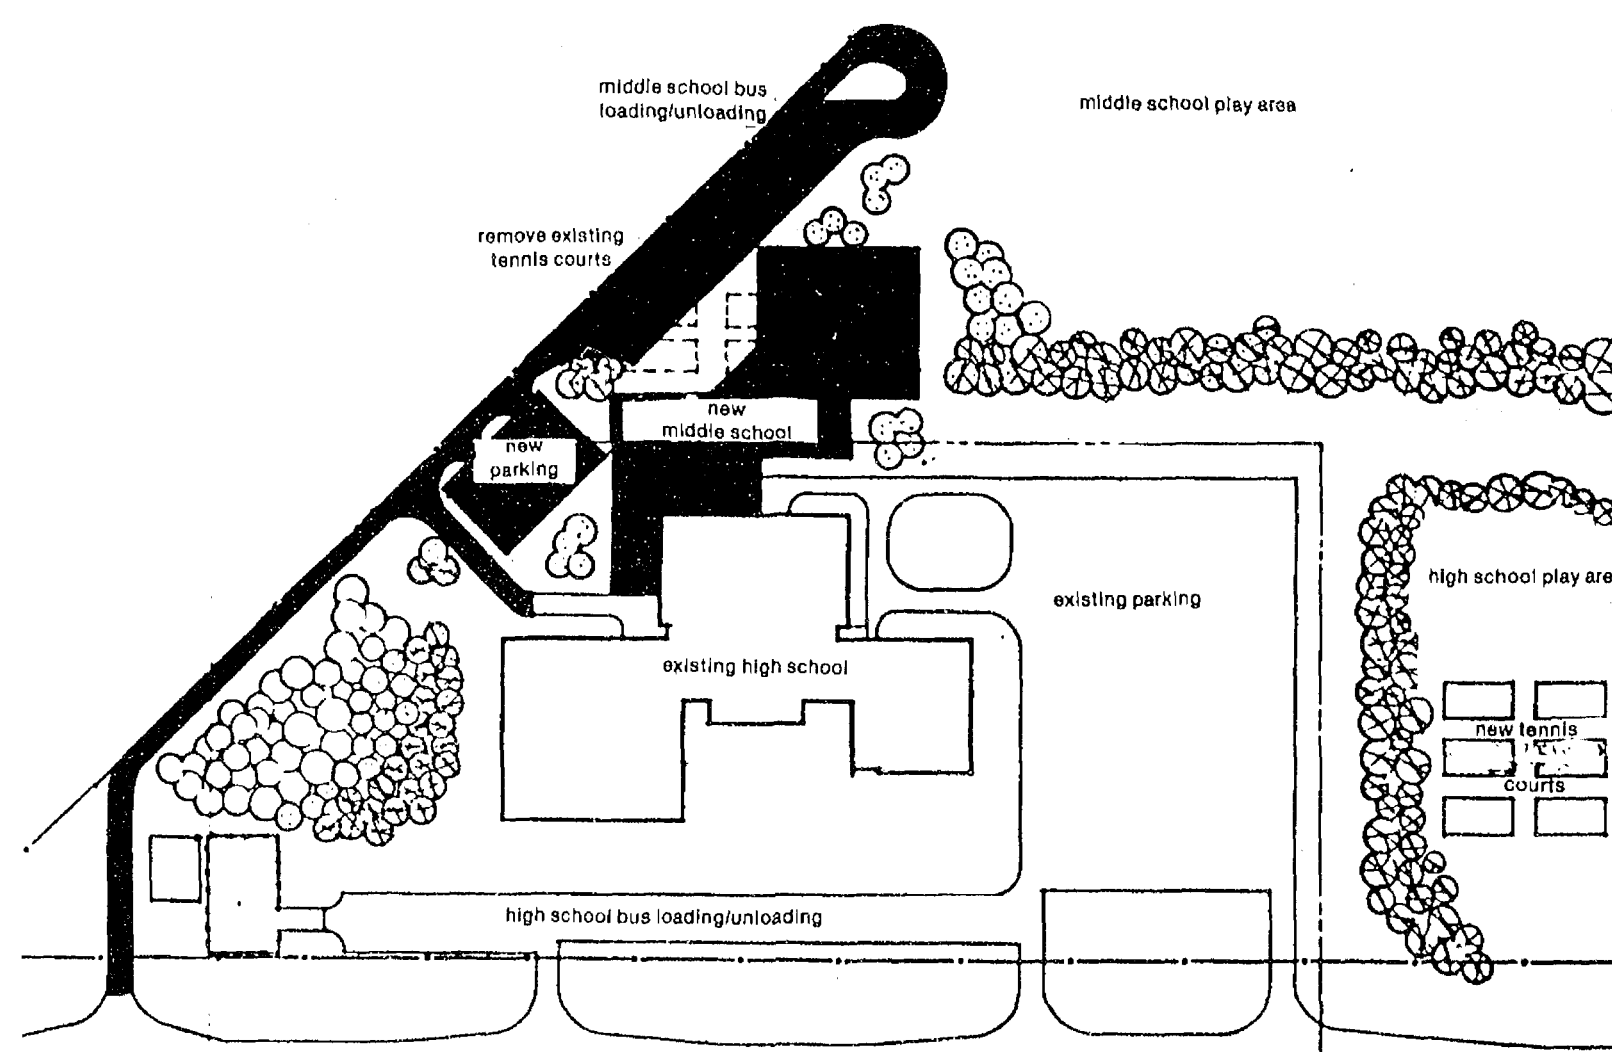 middle school bus
loading/unloading
middle school play area
remove existing
tennis courts
new
middle school
new
parking
high school play are
existing parking
existing high school
new tennis
courts
high school bus loading/unloading